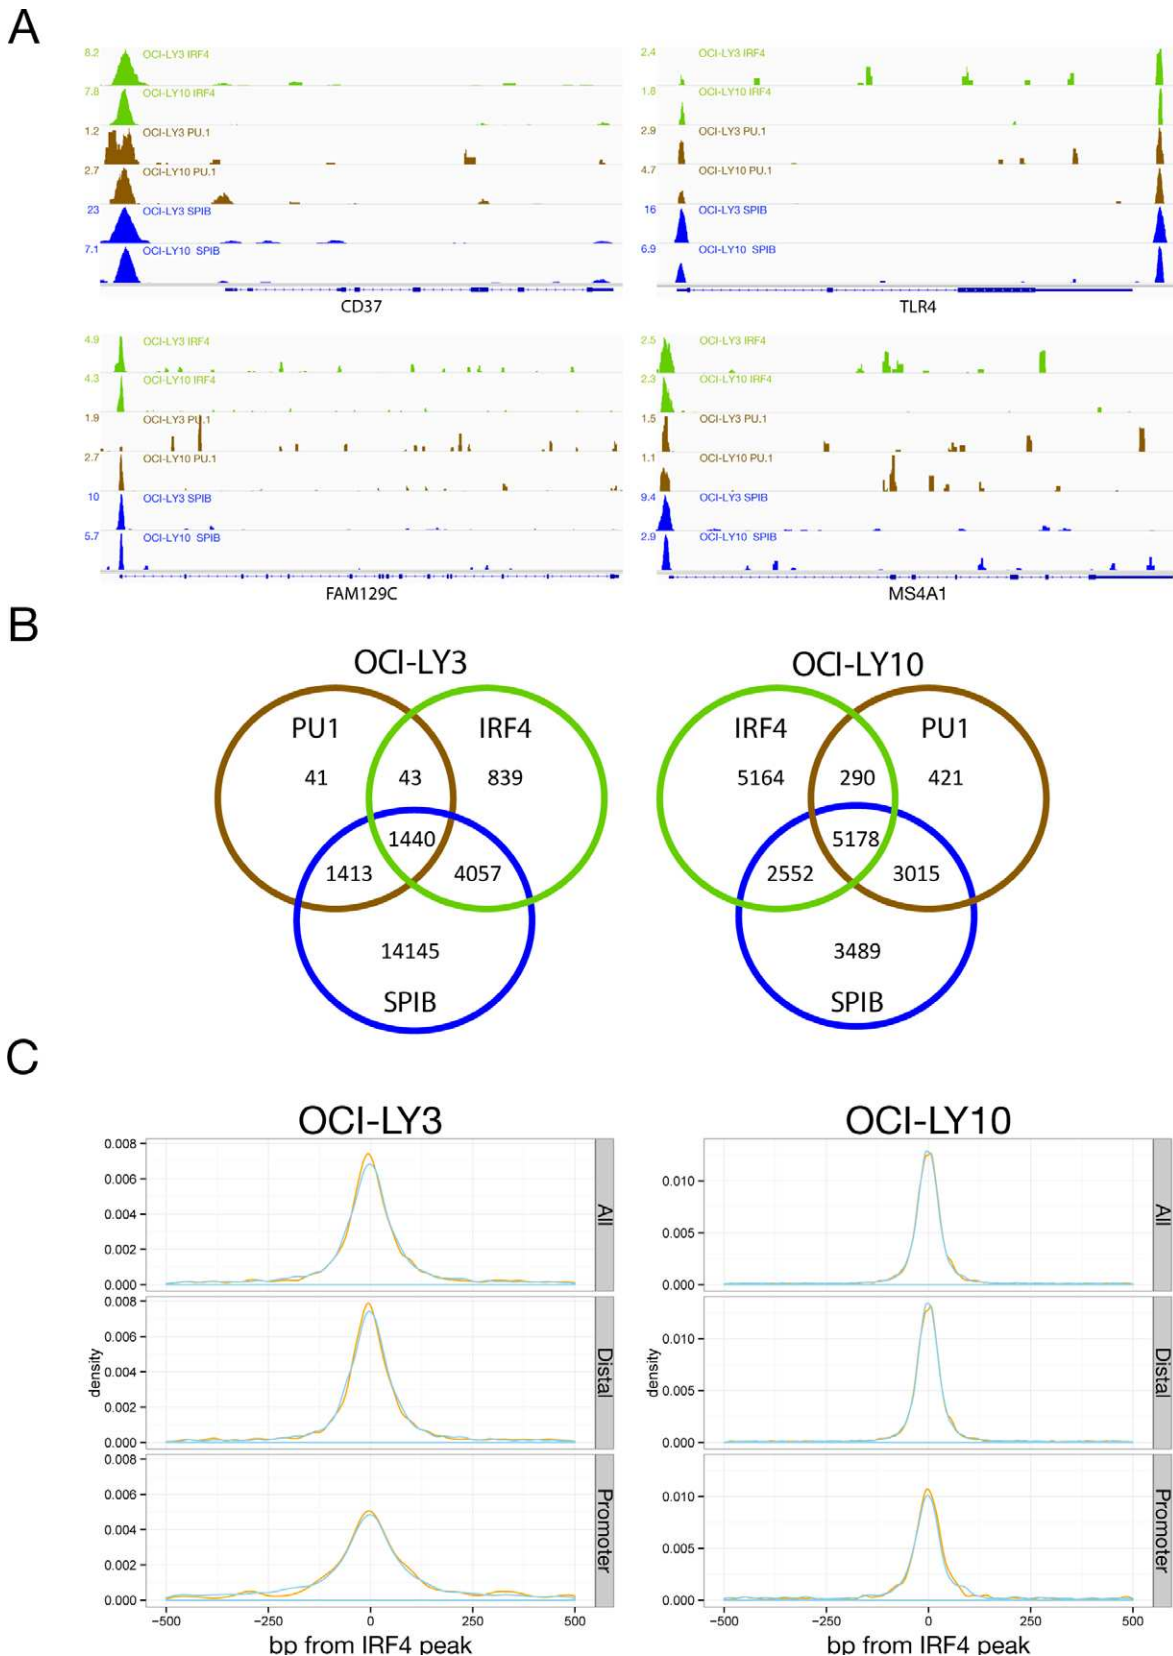 A
8.2 OCI-LY3 IRF4
7.8 OCI-LY10 IRF4
1.2 OCI-LY3 PU.1
2.7 OCI-LY10 PU.1
23 OCI-LY3 SPIB
7.1 OCI-LY10 SPIB
CD37
2.4 OCI-LY3 IRF4
1.8 OCI-LY10 IRF4
2.9 OCI-LY3 PU.1
4.7 OCI-LY10 PU.1
16 OCI-LY3 SPIB
6.9 OCI-LY10 SPIB
TLR4
4.9 OCI-LY3 IRF4
4.3 OCI-LY10 IRF4
1.9 OCI-LY3 PU.1
2.7 OCI-LY10 PU.1
10 OCI-LY3 SPIB
5.7 OCI-LY10 SPIB
FAM129C
2.5 OCI-LY3 IRF4
2.3 OCI-LY10 IRF4
1.5 OCI-LY3 PU.1
1.1 OCI-LY10 PU.1
9.4 OCI-LY3 SPIB
2.9 OCI-LY10 SPIB
MS4A1
B
OCI-LY3
PU1 IRF4
41 43 839
1440
1413 4057
14145
SPIB
OCI-LY10
IRF4 PU1
5164 290 421
5178
2552 3015
3489
SPIB
C
OCI-LY3
0.008
0.006
0.004
0.002
0.000
All
0.008
0.006
0.004
0.002
0.000
density
Distal
0.008
0.006
0.004
0.002
0.000
Promoter
−500 −250 0 250 500
bp from IRF4 peak
OCI-LY10
0.010
0.005
0.000
All
0.010
0.005
0.000
density
Distal
0.010
0.005
0.000
Promoter
−500 −250 0 250 500
bp from IRF4 peak